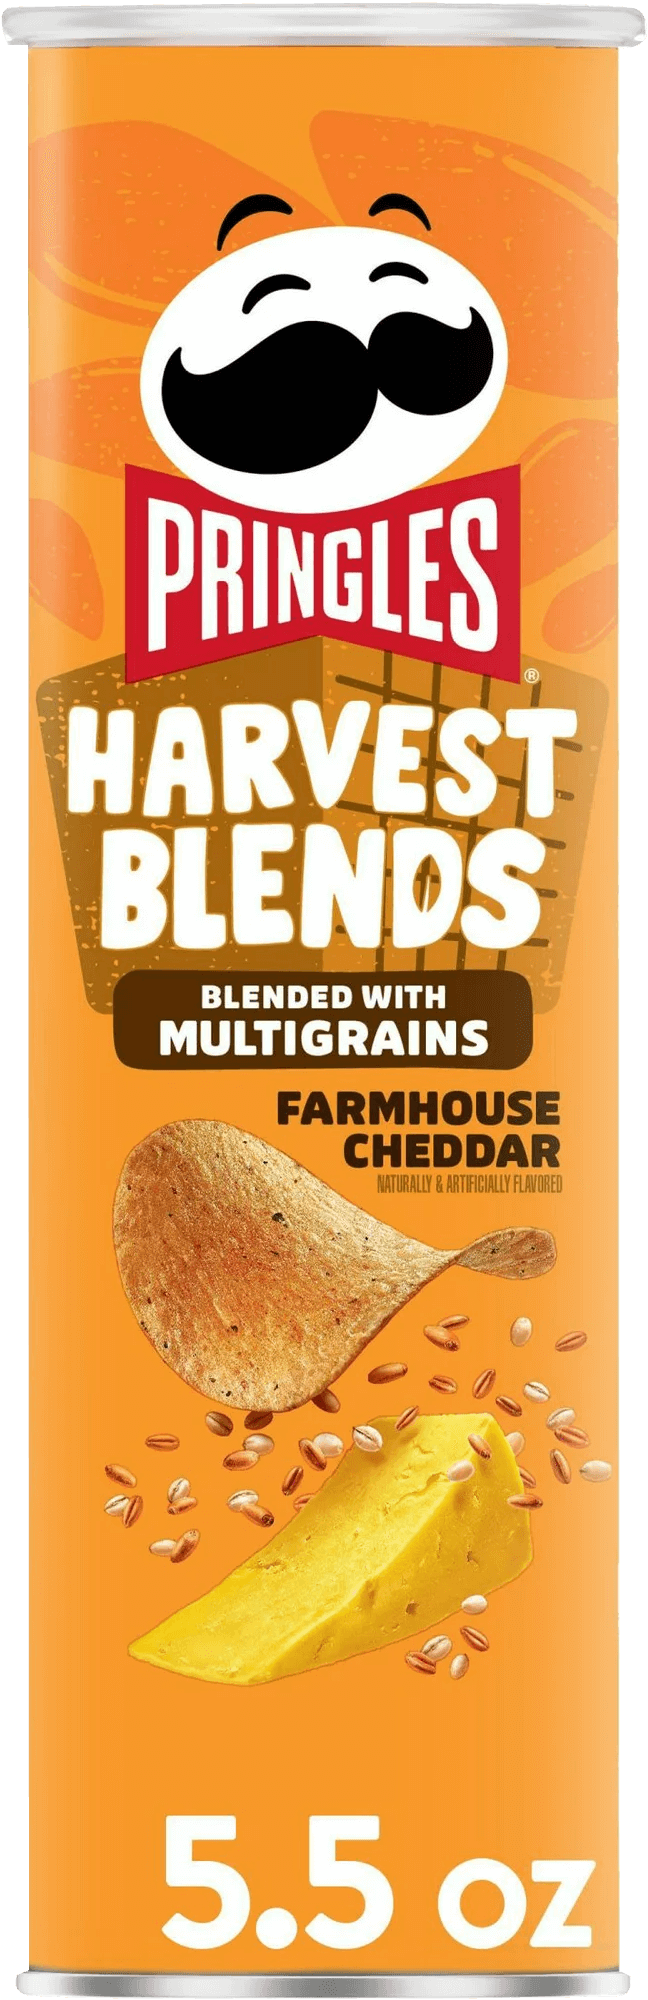 PRINGLES
®
HARVEST
BLENDS
BLENDED WITH
MULTIGRAINS
FARMHOUSE
CHEDDAR
NATURALLY & ARTIFICIALLY FLAVORED
5.5 oz